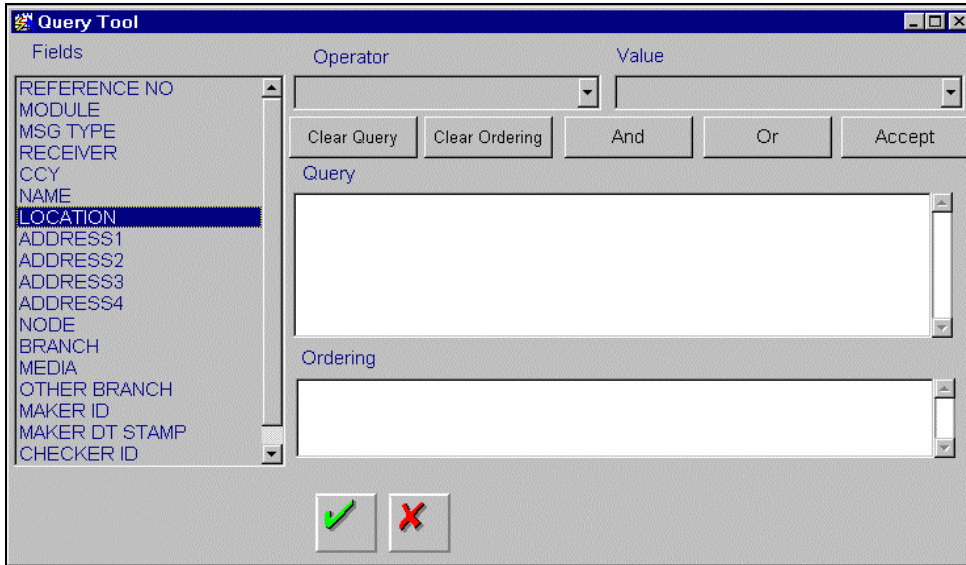 Query Tool
Fields
Operator
Value
REFERENCE NO
MODULE
MSG TYPE
RECEIVER
CCY
NAME
LOCATION
ADDRESS1
ADDRESS2
ADDRESS3
ADDRESS4
NODE
BRANCH
MEDIA
OTHER BRANCH
MAKER ID
MAKER DT STAMP
CHECKER ID
Clear Query
Clear Ordering
And
Or
Accept
Query
Ordering